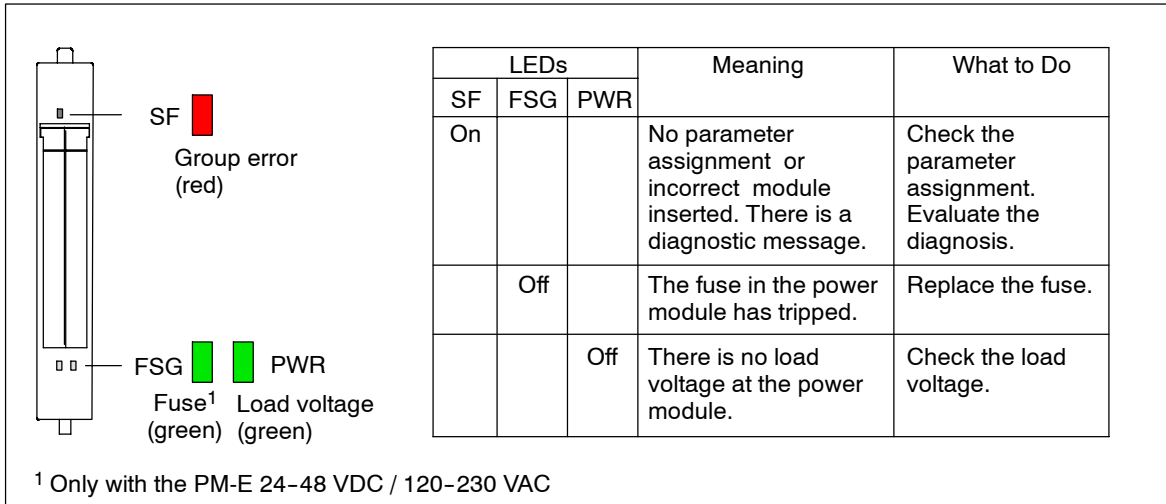 SF
Group error
(red)
FSG PWR
Fuse1 Load voltage
(green) (green)
LEDs Meaning What to Do
SF FSG PWR
On No parameter Check the
assignment or parameter
incorrect module assignment.
inserted. There is a Evaluate the
diagnostic message. diagnosis.
Off The fuse in the power Replace the fuse.
module has tripped.
Off There is no load Check the load
voltage at the power voltage.
module.
1 Only with the PM-E 24-48 VDC / 120-230 VAC